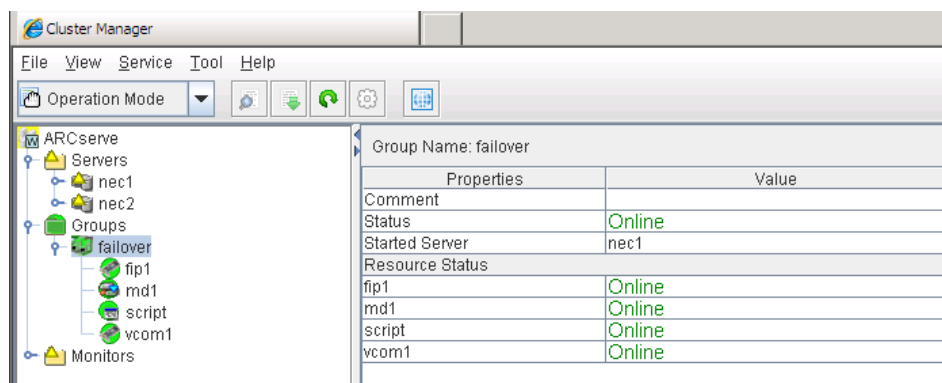 Cluster Manager
File View Service Tool Help
Operation Mode
ARCserve
Servers
nec1
nec2
Groups
failover
fip1
md1
script
vcom1
Monitors
Group Name: failover
Properties Value
Comment
Status Online
Started Server nec1
Resource Status
fip1 Online
md1 Online
script Online
vcom1 Online